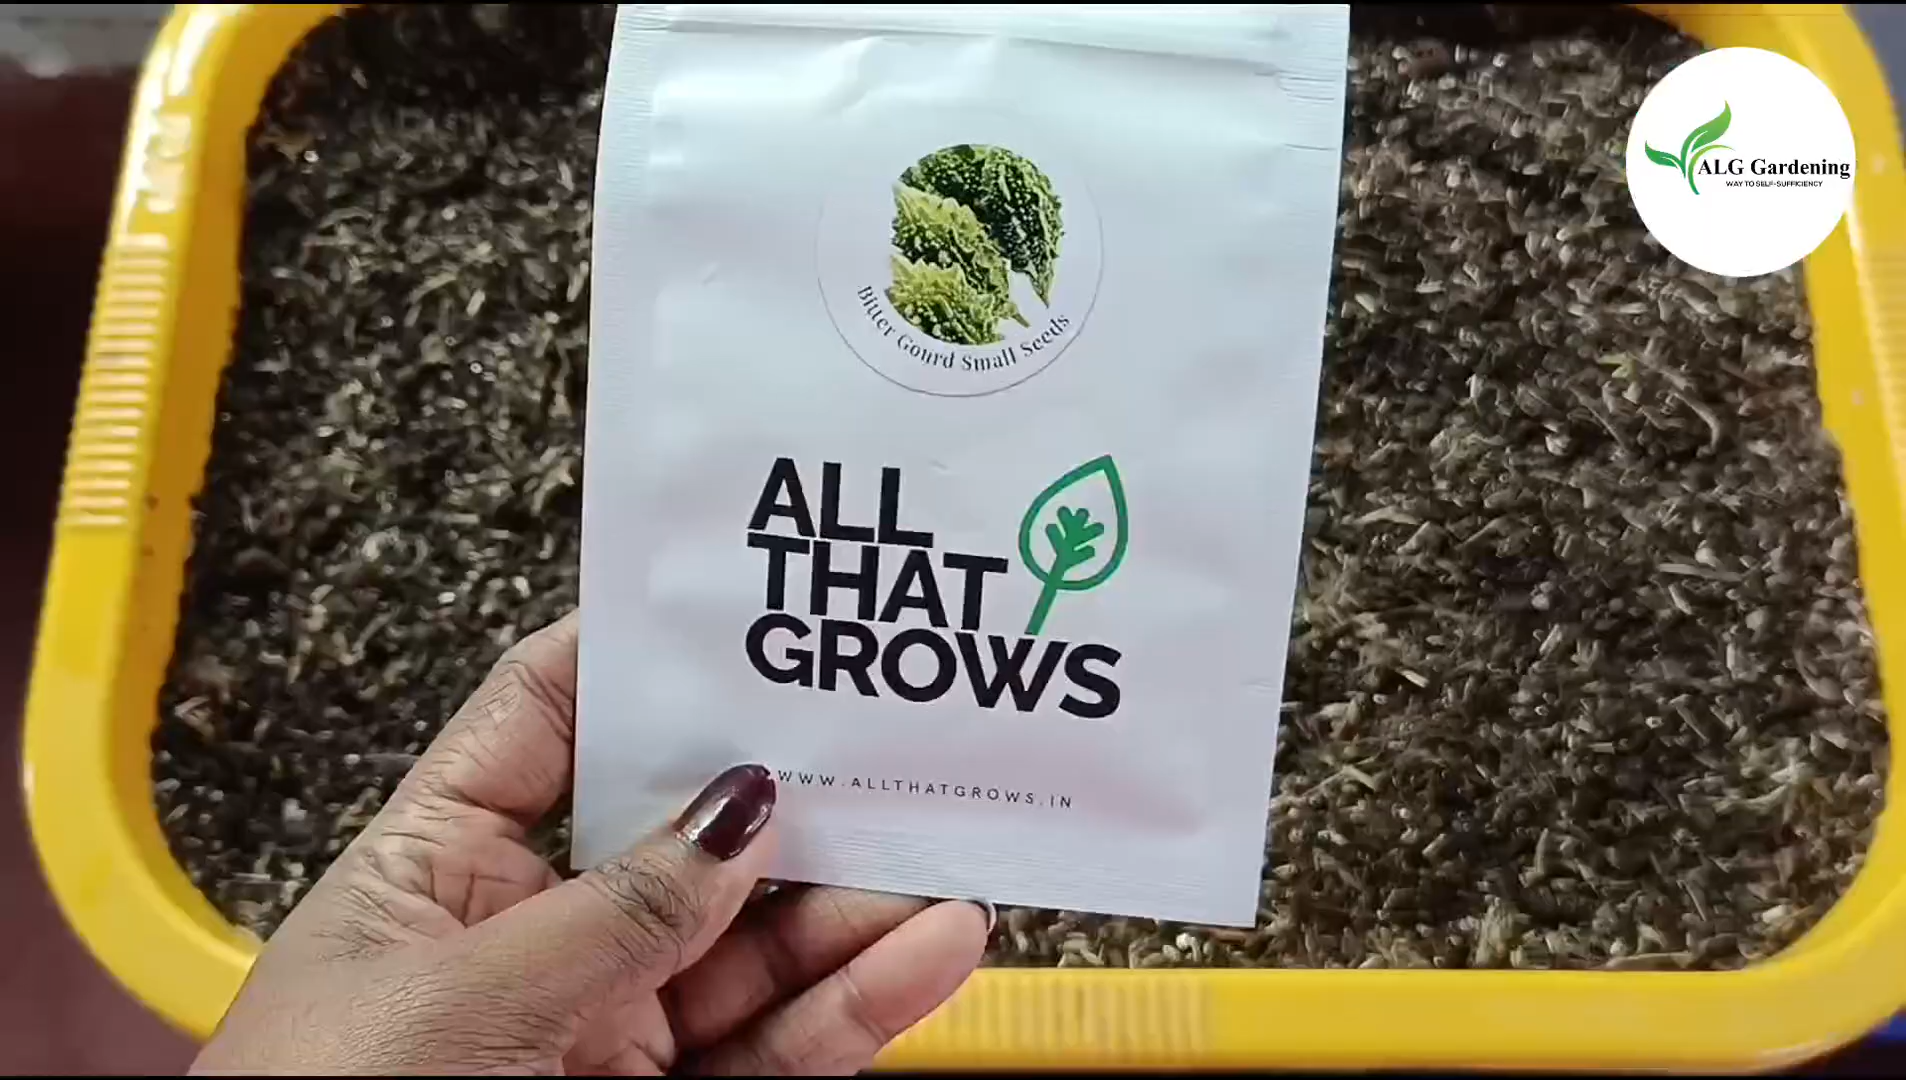 ALG Gardening
WAY TO SELF-SUFFICIENCY
Bitter Gourd Small Seeds
ALL
THAT
GROWS
WWW.ALLTHATGROWS.IN